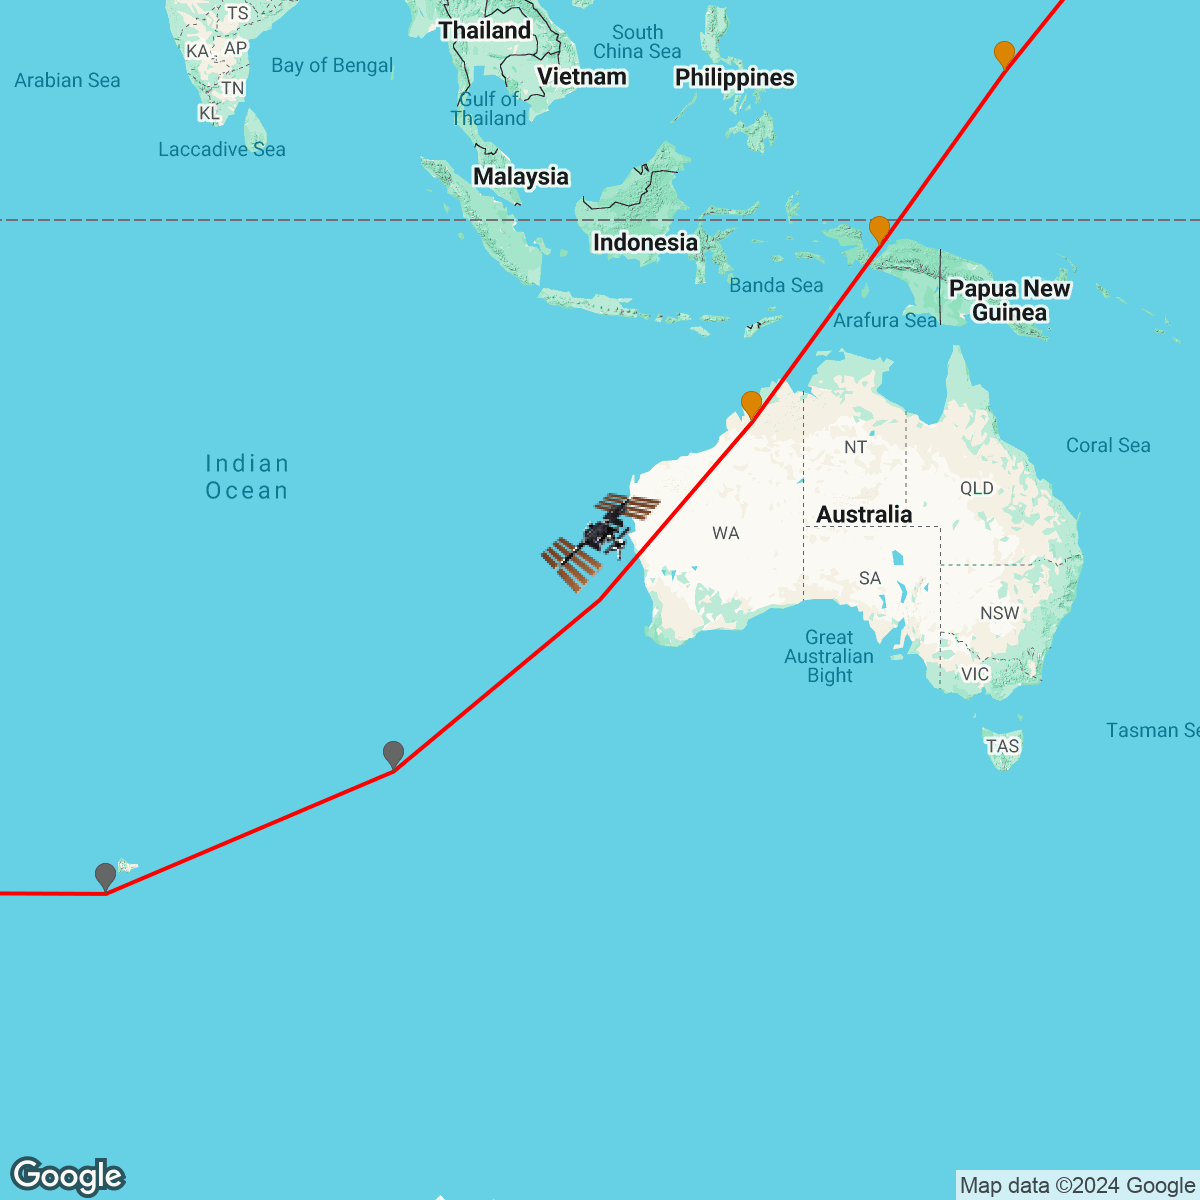 TS
Thailand
South
China Sea
KA
AP
Bay of Bengal
Arabian Sea
Vietnam
Philippines
TN
Gulf of
Thailand
KL
Laccadive Sea
Malaysia
Indonesia
Banda Sea
Papua New
Guinea
Arafura Sea
NT
Coral Sea
Indian
Ocean
QLD
Australia
WA
SA
NSW
Great
Australian
Bight
VIC
Tasman Se
TAS
Google
Map data ©2024 Google